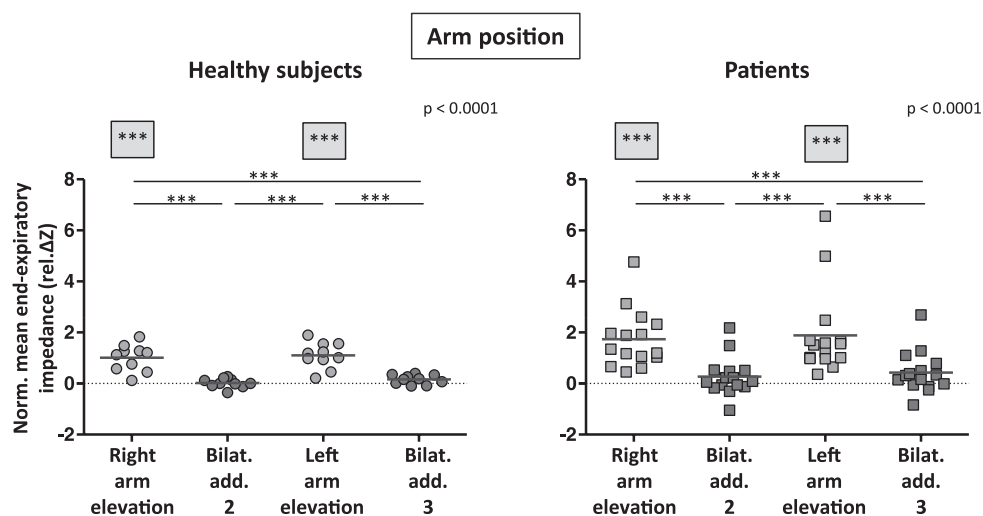 Arm position
Healthy subjects
Patients
p < 0.0001
p < 0.0001
***
***
***
***
***
***
***
***
***
***
***
***
Norm. mean end-expiratory
impedance (rel.ΔZ)
8
6
4
2
0
-2
8
6
4
2
0
-2
Right
arm
elevation
Bilat.
add.
2
Left
arm
elevation
Bilat.
add.
3
Right
arm
elevation
Bilat.
add.
2
Left
arm
elevation
Bilat.
add.
3